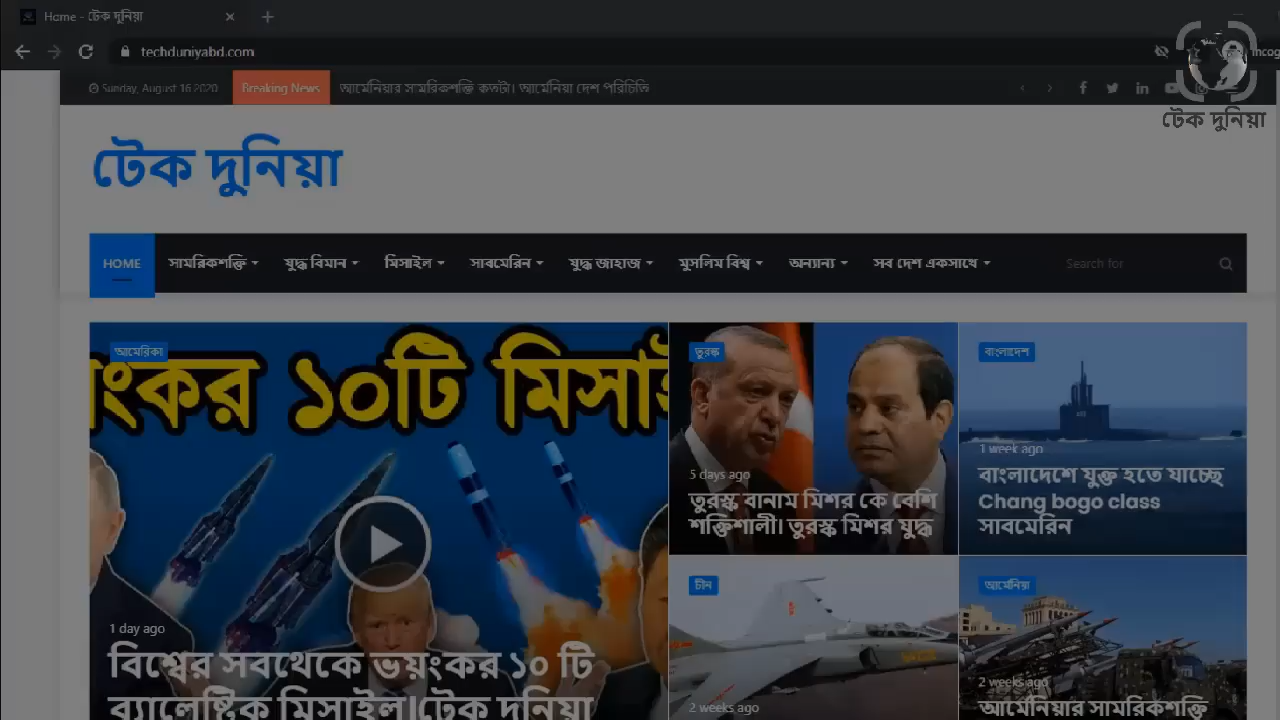 Home - টেক দুনিয়া
techduniyabd.com
Sunday, August 16 2020
Breaking News
আর্মেনিয়ার সামরিকশক্তি কতটা। আর্মেনিয়া দেশ পরিচিতি
টেক দুনিয়া
টেক দুনিয়া
HOME
সামরিকশক্তি
যুদ্ধ বিমান
মিসাইল
সাবমেরিন
যুদ্ধ জাহাজ
মুসলিম বিশ্ব
অন্যান্য
সব দেশ একসাথে
Search for
আমেরিকা
ংকর ১০টি মিসাই
1 day ago
বিশ্বের সবথেকে ভয়ংকর ১০ টি
ব্যালেষ্টিক মিসাইল।টেক দুনিয়া
তুরস্ক
5 days ago
তুরস্ক বানাম মিশর কে বেশি
শক্তিশালী। তুরস্ক মিশর যুদ্ধ
বাংলাদেশ
1 week ago
বাংলাদেশে যুক্ত হতে যাচ্ছে
Chang bogo class
সাবমেরিন
চীন
2 weeks ago
আর্মেনিয়া
2 weeks ago
আর্মেনিয়ার সামরিকশক্তি